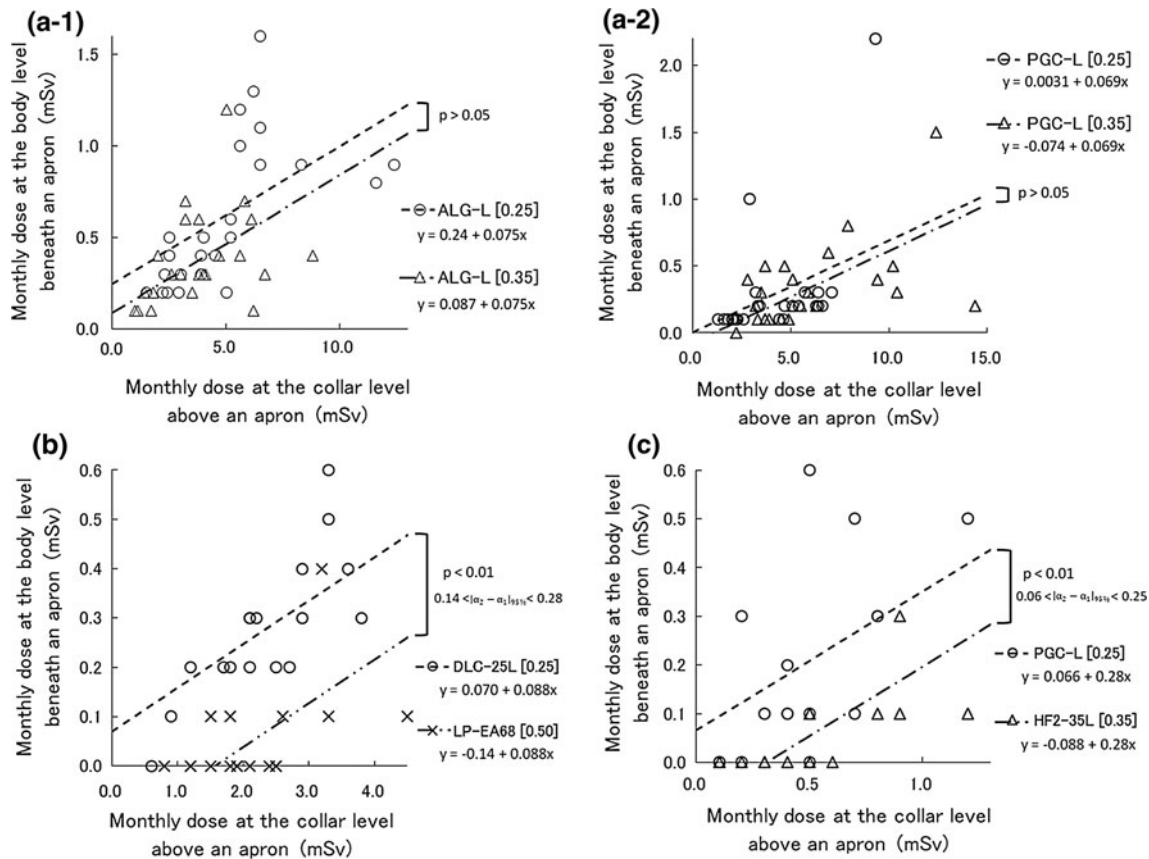 (a-1)
Monthly dose at the body level
beneath an apron (mSv)
1.5
1.0
0.5
0.0
0.0 5.0 10.0
Monthly dose at the collar level
above an apron (mSv)
p > 0.05
ALG-L [0.25]
y = 0.24 + 0.075x
ALG-L [0.35]
y = 0.087 + 0.075x
(a-2)
Monthly dose at the body level
beneath an apron (mSv)
2.0
1.5
1.0
0.5
0.0
0.0 5.0 10.0 15.0
Monthly dose at the collar level
above an apron (mSv)
PGC-L [0.25]
y = 0.0031 + 0.069x
PGC-L [0.35]
y = -0.074 + 0.069x
p > 0.05
(b)
Monthly dose at the body level
beneath an apron (mSv)
0.6
0.5
0.4
0.3
0.2
0.1
0.0
0.0 1.0 2.0 3.0 4.0
Monthly dose at the collar level
above an apron (mSv)
p < 0.01
0.14 <|α₂ − α₁|₉₅% < 0.28
DLC-25L [0.25]
y = 0.070 + 0.088x
LP-EA68 [0.50]
y = -0.14 + 0.088x
(c)
Monthly dose at the body level
beneath an apron (mSv)
0.6
0.5
0.4
0.3
0.2
0.1
0.0
0.0 0.5 1.0
Monthly dose at the collar level
above an apron (mSv)
p < 0.01
0.06 <|α₂ − α₁|₉₅% < 0.25
PGC-L [0.25]
y = 0.066 + 0.28x
HF2-35L [0.35]
y = -0.088 + 0.28x